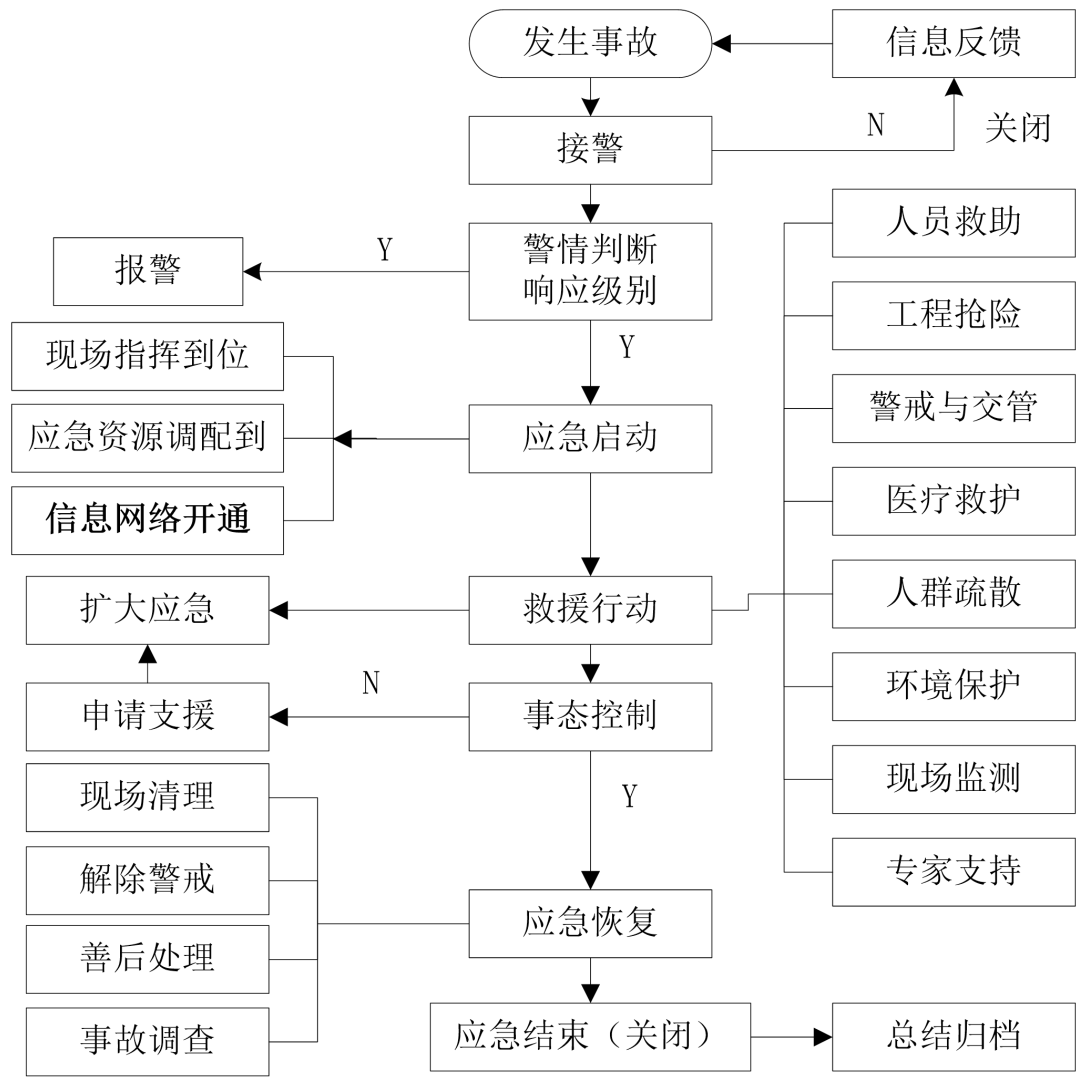 发生事故
信息反馈
接警
N
关闭
人员救助
警情判断
响应级别
Y
报警
工程抢险
现场指挥到位
Y
警戒与交管
应急资源调配到
应急启动
医疗救护
信息网络开通
人群疏散
扩大应急
救援行动
环境保护
N
申请支援
事态控制
现场监测
现场清理
Y
专家支持
解除警戒
应急恢复
善后处理
事故调查
应急结束（关闭）
总结归档